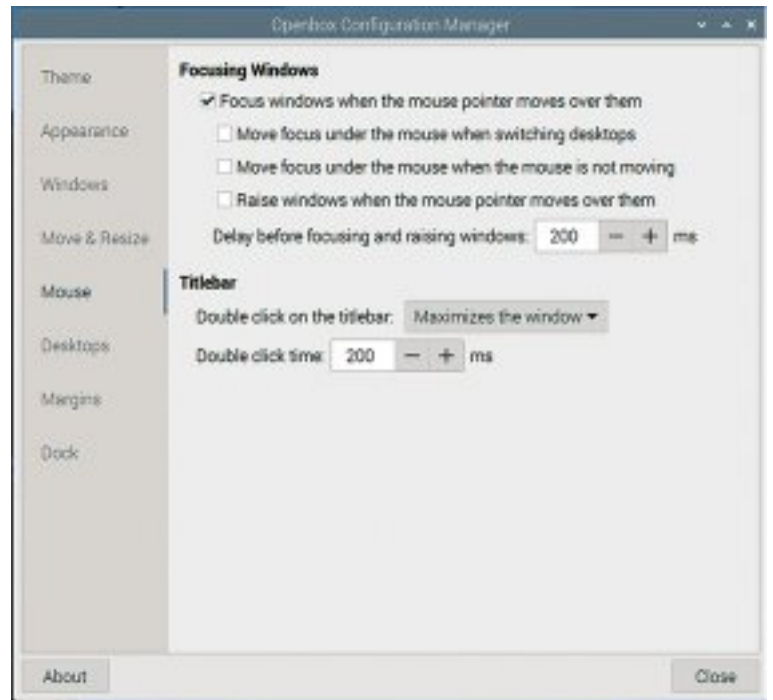 Openbox Configuration Manager
Theme
Appearance
Windows
Move & Resize
Mouse
Desktops
Margins
Dock
Focusing Windows
Focus windows when the mouse pointer moves over them
Move focus under the mouse when switching desktops
Move focus under the mouse when the mouse is not moving
Raise windows when the mouse pointer moves over them
Delay before focusing and raising windows: 200 − + ms
Titlebar
Double click on the titlebar: Maximizes the window
Double click time: 200 − + ms
About
Close